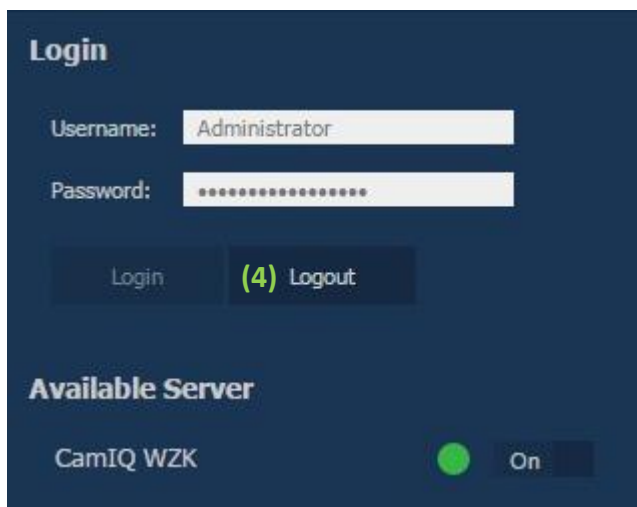 Login
Username: Administrator
Password: •••••••••••••••••
Login (4) Logout
Available Server
CamIQ WZK On